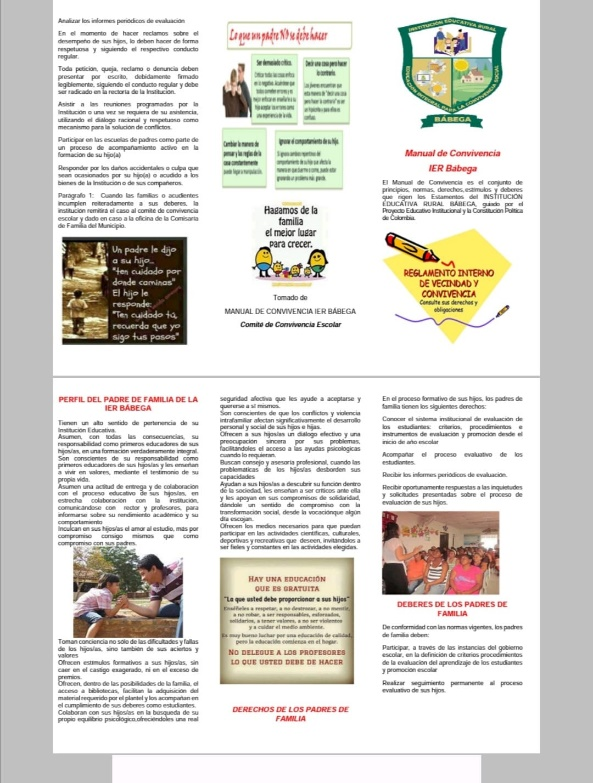 Analizar los informes periódicos de evaluación
En el momento de hacer reclamos sobre el
desempeño de sus hijos, lo deben hacer de forma
respetuosa y siguiendo el respectivo conducto
regular.
Toda petición, queja, reclamo o denuncia deben
presentar por escrito, debidamente firmado
legiblemente, siguiendo el conducto regular y debe
ser radicado en la rectoría de la Institución.
Asistir a las reuniones programadas por la
Institución o una vez se requiera de su asistencia,
utilizando el dialogo racional y respetuoso como
mecanismo para la solución de conflictos.
Participar en las escuelas de padres como parte de
un proceso de acompañamiento activo en la
formación de su hijo(a)
Responder por los daños accidentales o culpa que
sean ocasionados por su hijo(a) o acudido a los
bienes de la Institución o de sus compañeros.
Parágrafo 1: Cuando las familias o acudientes
incumplen reiteradamente a sus deberes, la
institución remitirá el caso al comité de convivencia
escolar y dado en caso a la oficina de la Comisaria
de Familia del Municipio.
Un padre le dijo
a su hijo...
"ten cuidado por
donde caminas"
El hijo le
responde:
"Ten cuidado tú,
recuerda que yo
sigo tus pasos"
Lo que un padre NO debe hacer
Ser demasiado crítico.
Decir una cosa pero hacer
lo contrario.
Cambiar la manera de
pensar y las reglas de la
casa constantemente
Ignorar el comportamiento de su hijo.
Hagamos de la
familia
el mejor lugar
para crecer.
Tomado de
MANUAL DE CONVIVENCIA IER BÁBEGA
Comité de Convivencia Escolar
INSTITUCIÓN EDUCATIVA RURAL
EDUCACIÓN INTEGRAL PARA LA CONVIVENCIA SOCIAL
BÁBEGA
Manual de Convivencia
IER Babega
El Manual de Convivencia es el conjunto de
principios, normas, derechos,estímulos y deberes
que rigen los Estamentos del INSTITUCIÓN
EDUCATIVA RURAL BÁBEGA, guiado por el
Proyecto Educativo Institucional y la Constitución Política
de Colombia.
REGLAMENTO INTERNO
DE VECINDAD Y
CONVIVENCIA
Consulte sus derechos y
obligaciones
PERFIL DEL PADRE DE FAMILIA DE LA
IER BÁBEGA
Tienen un alto sentido de pertenencia de su
Institución Educativa.
Asumen, con todas las consecuencias, su
responsabilidad como primeros educadores de sus
hijos/es, en una formación verdaderamente integral.
Son conscientes de su responsabilidad como
primeros educadores de sus hijos/as y les enseñan
a vivir en valores, mediante el testimonio de su
propia vida.
Asumen una actitud de entrega y de colaboración
con el proceso educativo de sus hijos/es, en
estrecha colaboración con la institución,
comunicándose con rector y profesores, para
informarse sobre su rendimiento académico y su
comportamiento
Inculcan en sus hijos/as el amor al estudio, mas por
compromiso consigo mismos que como
compromiso con sus padres.
Toman conciencia no solo de las dificultades y fallas
de los hijos/as, sino también de sus aciertos y
valores
Ofrecen estímulos formativos a sus hijos/as, sin
caer en el castigo exagerado, ni en el exceso de
premios.
Ofrecen, dentro de las posibilidades de la familia, el
acceso a bibliotecas, facilitan la adquisición del
material requerido por el plantel y los acompañan en
el cumplimiento de sus deberes como estudiantes.
Colaboran con sus hijos/as en la búsqueda de su
propio equilibrio psicológico,ofreciéndoles una real
seguridad afectiva que les ayude a aceptarse y
quererse a sí mismos.
Son conscientes de que los conflictos y violencia
intrafamiliar afectan significativamente el desarrollo
personal y social de sus hijos e hijas.
Ofrecen a sus hijos/as un diálogo efectivo y una
preocupación sincera por sus problemas,
facilitándoles el acceso a las ayudas psicológicas
cuando lo requieran.
Buscan consejo y asesoría profesional, cuando las
problematicas de los hijos/as desborden sus
capacidades
Ayudan a sus hijos/as a descubrir su función dentro
de la sociedad, les enseñan a ser críticos ante ella
y les apoyan en sus compromisos de solidaridad,
dándole un sentido de compromiso con la
transformación social, desde la vocaciónque algún
día escojan.
Ofrecen los medios necesarios para que puedan
participar en las actividades científicas, culturales,
deportivas y recreativas que deseen, invitándolos a
ser fieles y constantes en las actividades elegidas.
HAY UNA EDUCACIÓN
QUE ES GRATUITA
"La que usted debe proporcionar a sus hijos"
Enséñeles a respetar, a no destrozar, a no mentir,
a no robar, a ser responsables, esforzados,
solidarios, a tener valores, a no ser violentos
y a cuidar el medio ambiente.
Es muy bueno luchar por una educación de calidad,
pero la educación comienza en el hogar.
NO DELEGUE A LOS PROFESORES
LO QUE USTED DEBE DE HACER
DERECHOS DE LOS PADRES DE
FAMILIA
En el proceso formativo de sus hijos, los padres de
familia tienen los siguientes derechos:
Conocer el sistema institucional de evaluación de
los estudiantes: criterios, procedimientos e
instrumentos de evaluación y promoción desde el
inicio de año escolar
Acompañar el proceso evaluativo de los
estudiantes.
Recibir los informes periódicos de evaluación.
Recibir oportunamente respuestas a las inquietudes
y solicitudes presentadas sobre el proceso de
evaluación de sus hijos.
DEBERES DE LOS PADRES DE
FAMILIA
De conformidad con las normas vigentes, los padres
de familia deben:
Participar, a través de las instancias del gobierno
escolar, en la definición de criterios procedimientos
de la evaluación del aprendizaje de los estudiantes
y promoción escolar
Realizar seguimiento permanente al proceso
evaluativo de sus hijos.